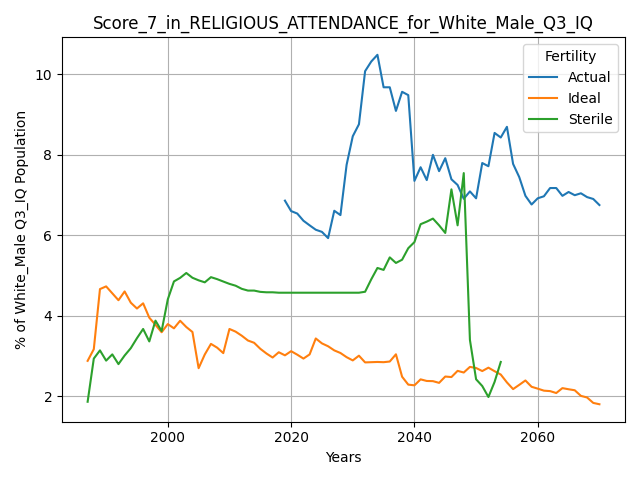 Score_7_in_RELIGIOUS_ATTENDANCE_for_White_Male_Q3_IQ
% of White_Male Q3_IQ Population
10
8
6
4
2
Fertility
Actual
Ideal
Sterile
2000
2020
2040
2060
Years